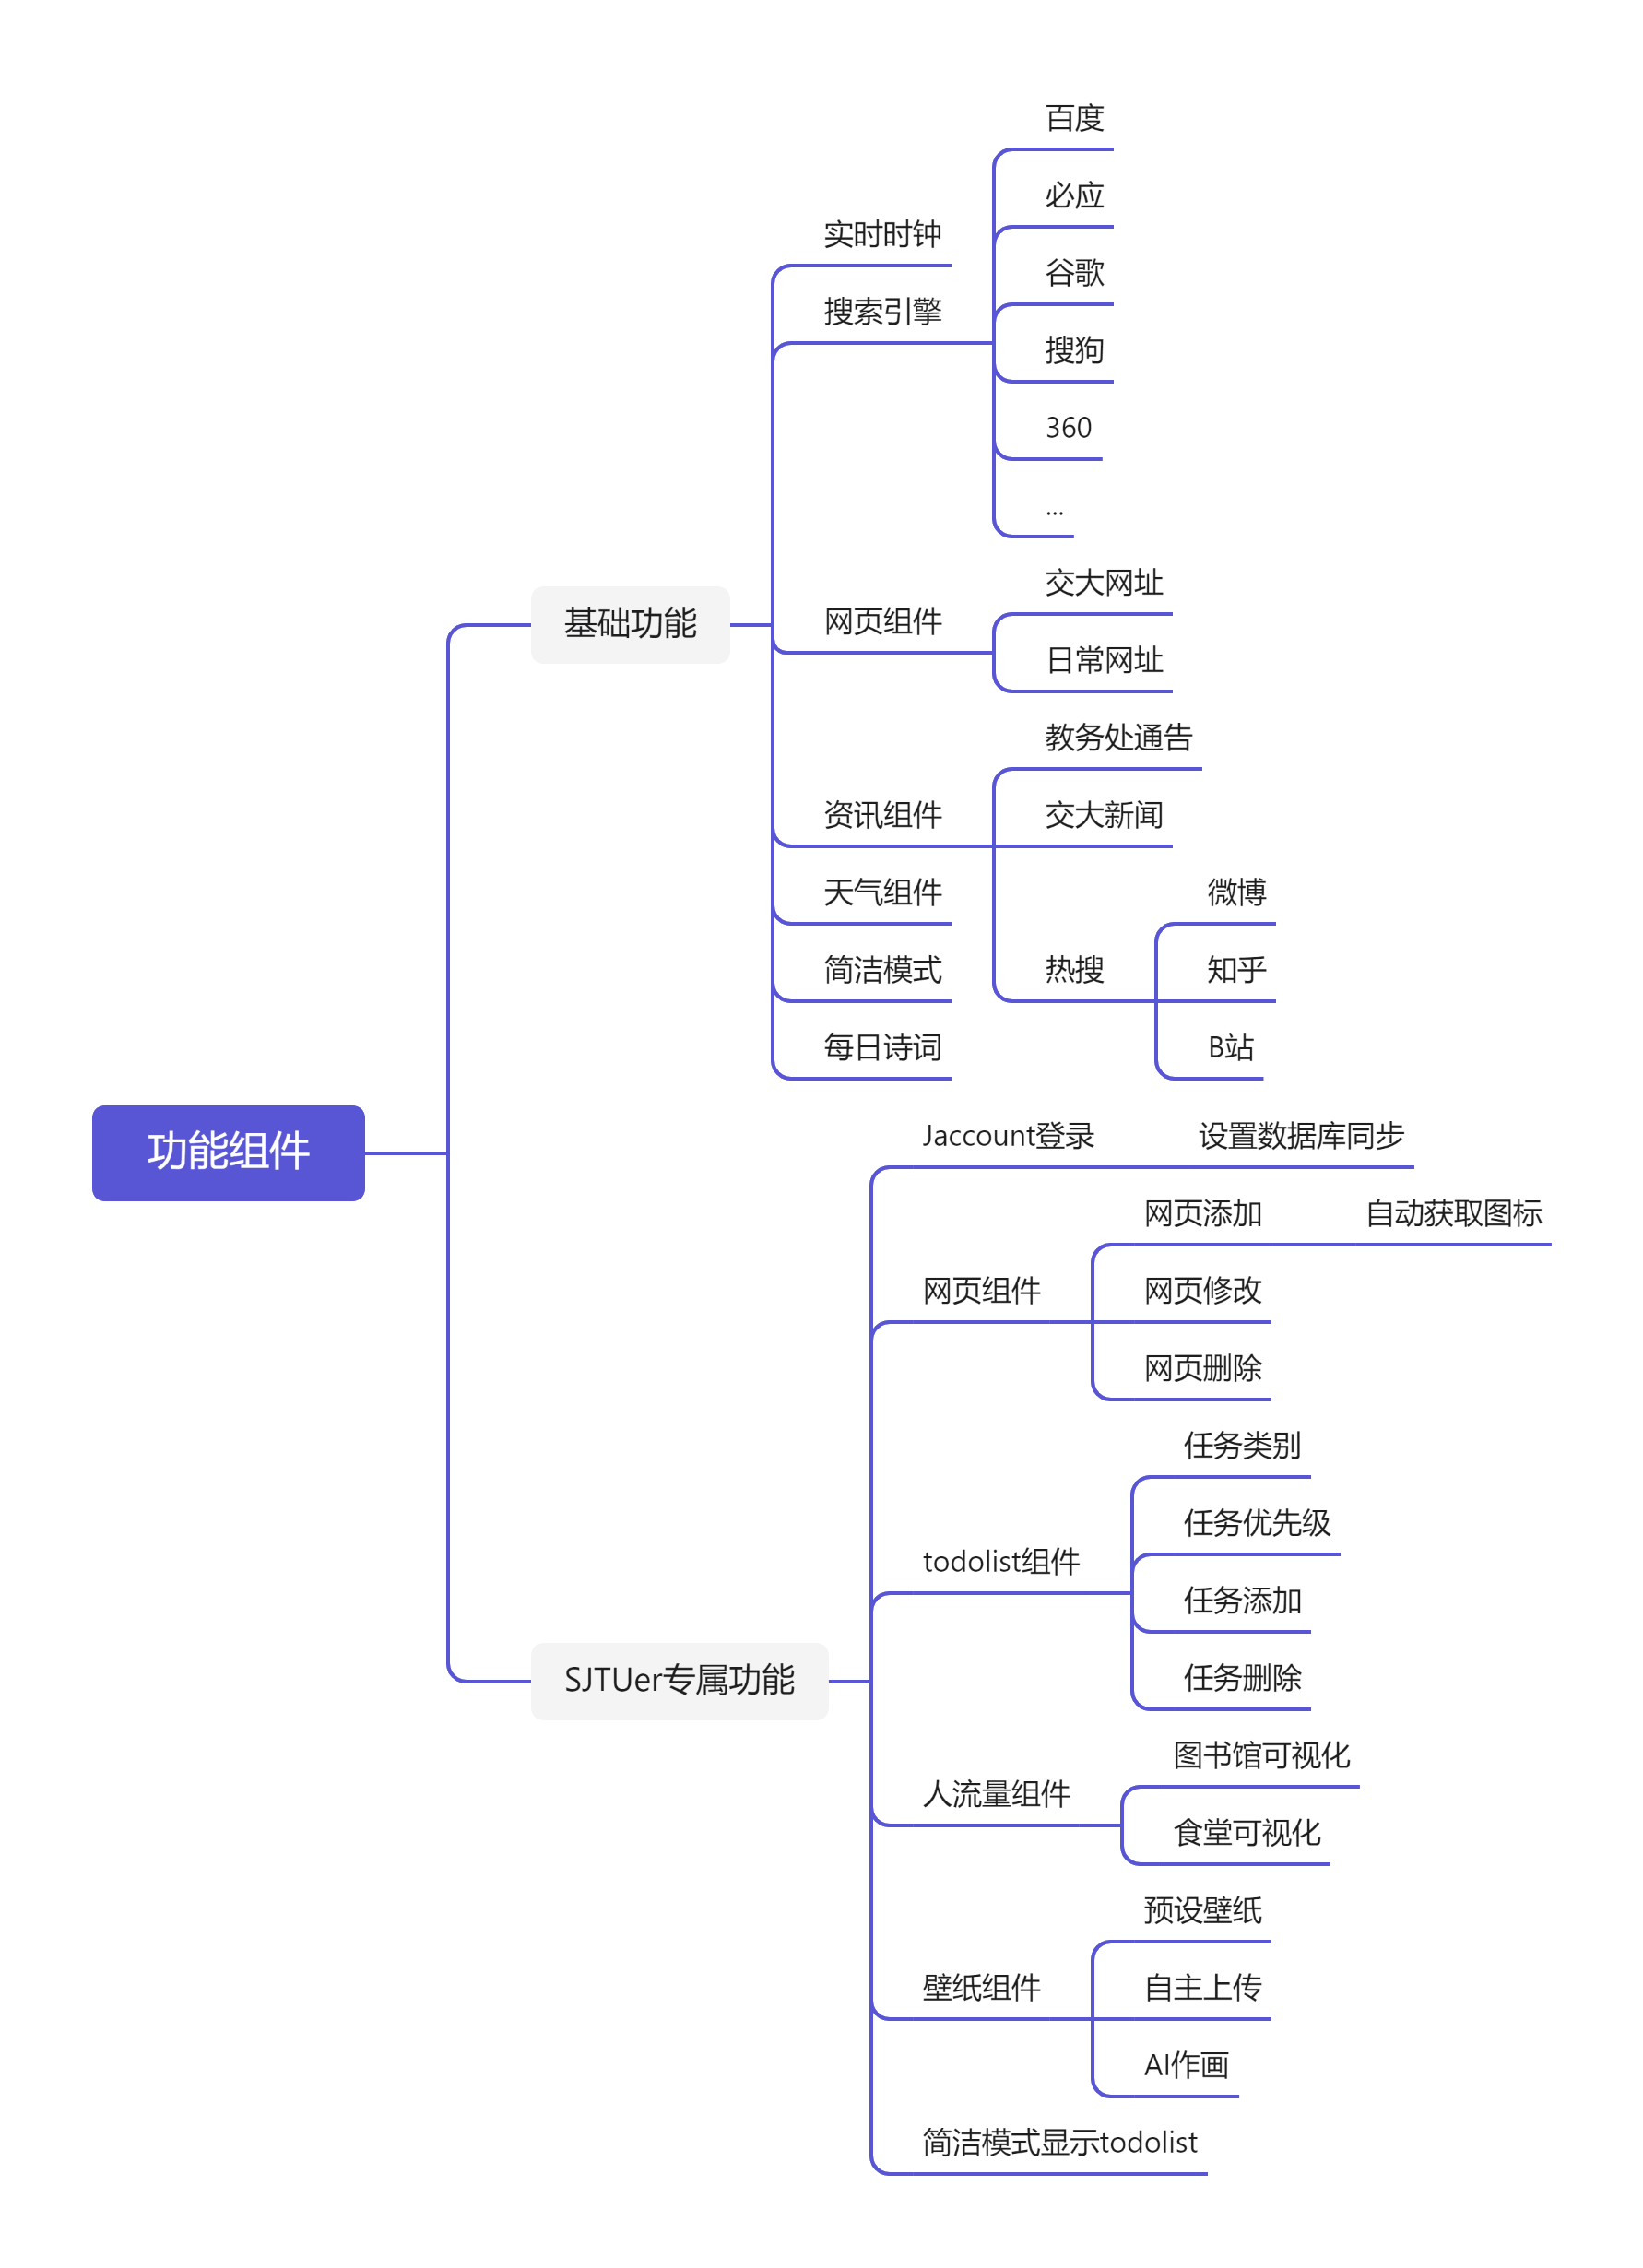 功能组件
基础功能
实时时钟
搜索引擎
百度
必应
谷歌
搜狗
360
...
网页组件
交大网址
日常网址
资讯组件
教务处通告
交大新闻
热搜
微博
知乎
B站
天气组件
简洁模式
每日诗词
SJTUer专属功能
Jaccount登录
设置数据库同步
网页组件
网页添加
自动获取图标
网页修改
网页删除
todolist组件
任务类别
任务优先级
任务添加
任务删除
人流量组件
图书馆可视化
食堂可视化
壁纸组件
预设壁纸
自主上传
AI作画
简洁模式显示todolist